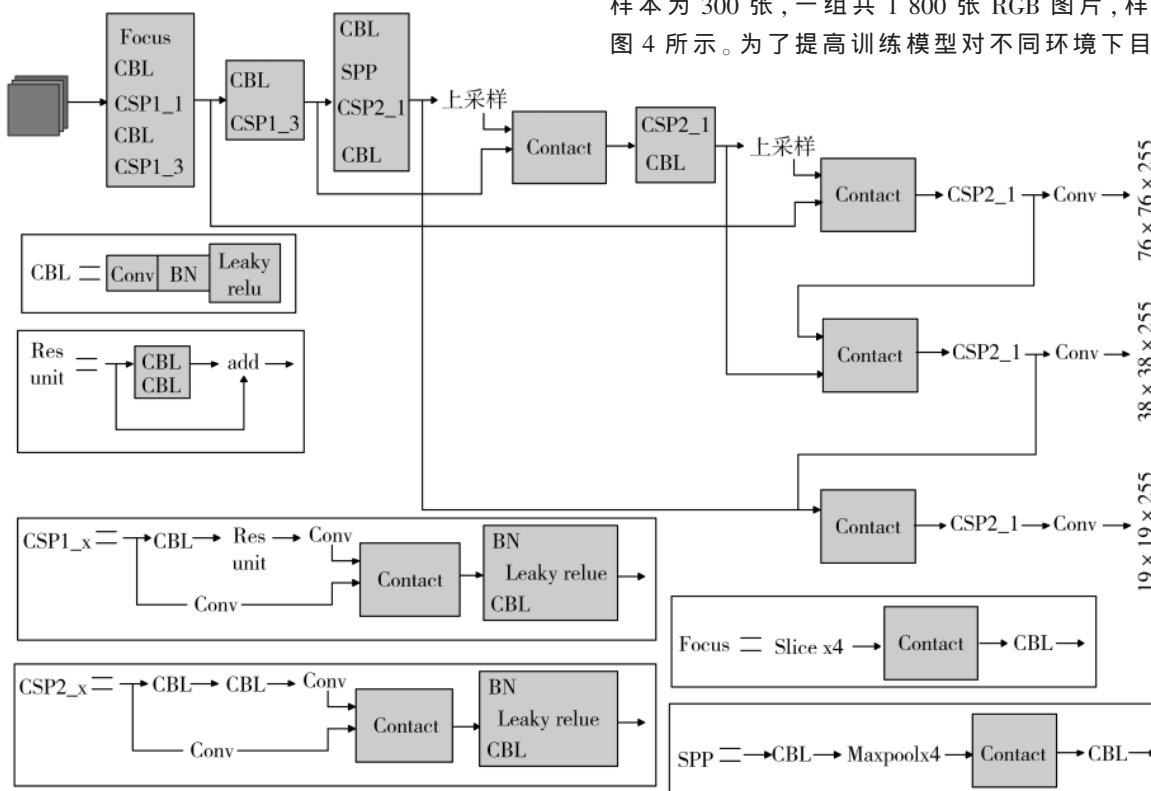 样本为 300 张,一组共 1 800 张 RGB 图片,样
图 4 所示。为了提高训练模型对不同环境下目
Focus
CBL
CSP1_1
CBL
CSP1_3
CBL
CSP1_3
CBL
SPP
CSP2_1
CBL
上采样
Contact
CSP2_1
CBL
上采样
Contact
CSP2_1
Conv
76×76×255
CBL
Conv
BN
Leaky
relu
Res
unit
CBL
CBL
add
Contact
CSP2_1
Conv
38×38×255
Contact
CSP2_1
Conv
19×19×255
CSP1_x
CBL
Res
unit
Conv
Conv
Contact
BN
Leaky relue
CBL
Focus
Slice x4
Contact
CBL
CSP2_x
CBL
CBL
Conv
Conv
Contact
BN
Leaky relue
CBL
SPP
CBL
Maxpoolx4
Contact
CBL